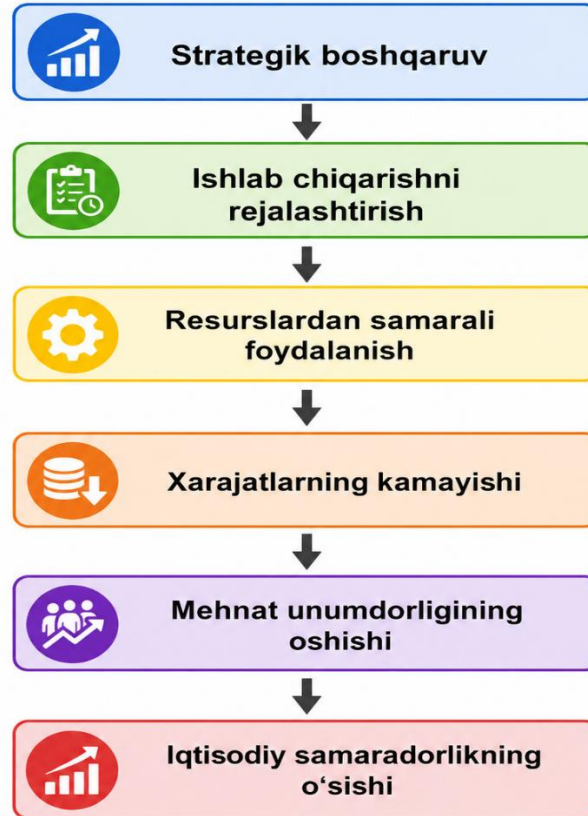 Strategik boshqaruv
Ishlab chiqarishni
rejalashtirish
Resurslardan samarali
foydalanish
Xarajatlarning kamayishi
Mehnat unumdorligining
oshishi
Iqtisodiy samaradorlikning
o‘sishi